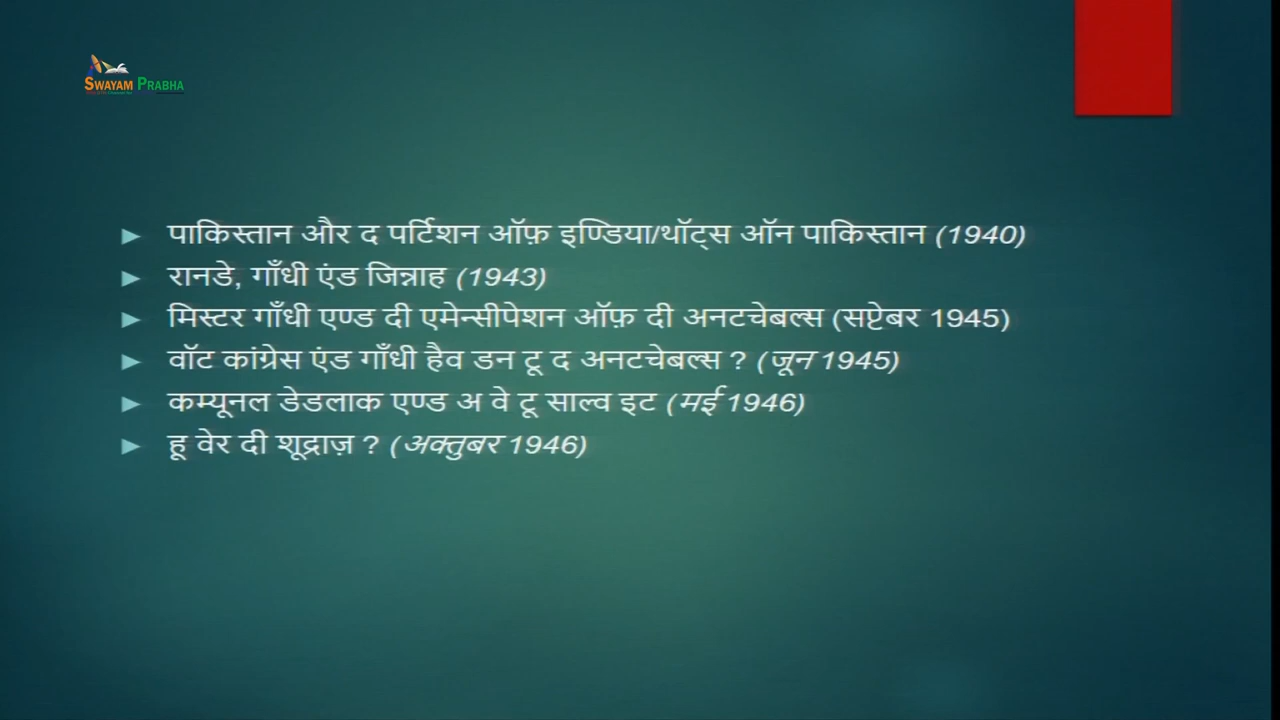 SWAYAM PRABHA
पाकिस्तान और द पर्टिशन ऑफ़ इण्डिया/थॉट्स ऑन पाकिस्तान (1940)
रानडे, गाँधी एंड जिन्नाह (1943)
मिस्टर गाँधी एण्ड दी एमेन्सीपेशन ऑफ़ दी अनटचेबल्स (सप्टेबर 1945)
वॉट कांग्रेस एंड गाँधी हैव डन टू द अनटचेबल्स ? (जून 1945)
कम्यूनल डेडलाक एण्ड अ वे टू साल्व इट (मई 1946)
हू वेर दी शूद्राज़ ? (अक्तुबर 1946)